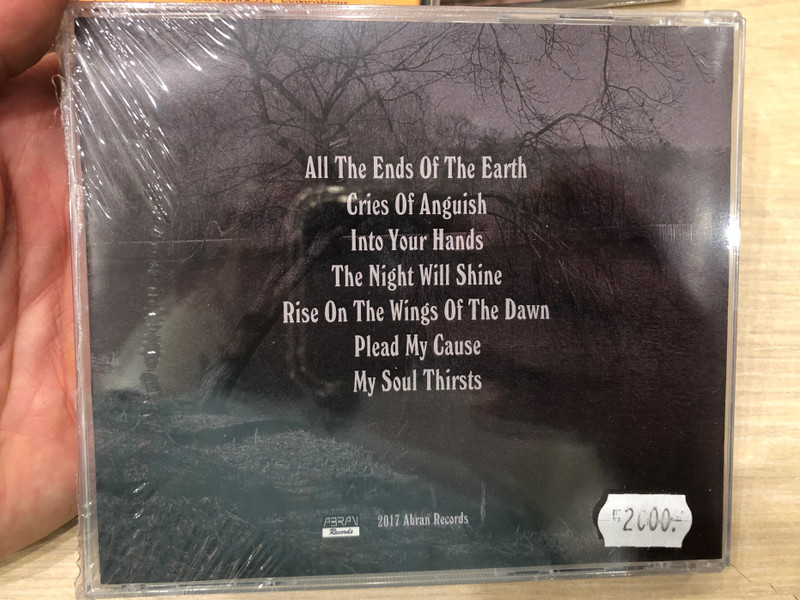 All The Ends Of The Earth
Cries Of Anguish
Into Your Hands
The Night Will Shine
Rise On The Wings Of The Dawn
Plead My Cause
My Soul Thirsts
ABRAN
Records
2017 Abran Records
2000.-